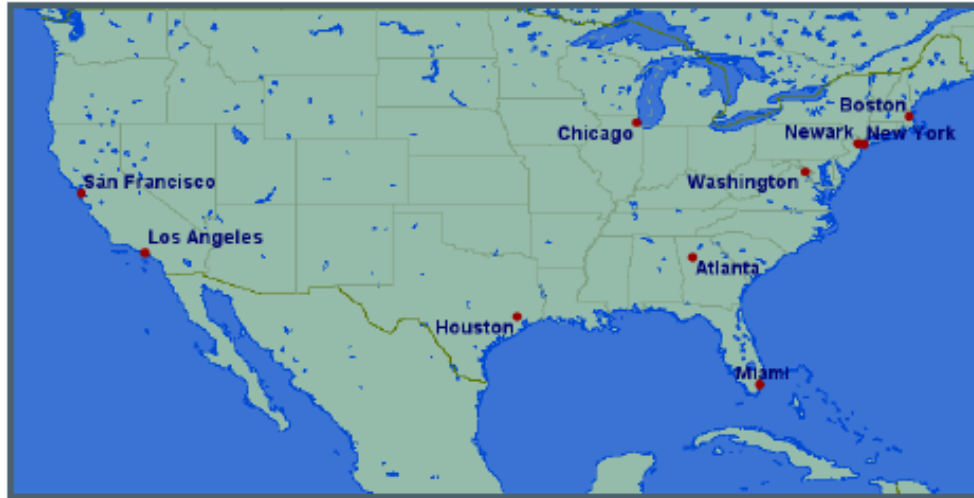 Boston
Chicago
Newark
New York
Washington
San Francisco
Los Angeles
Atlanta
Houston
Miami